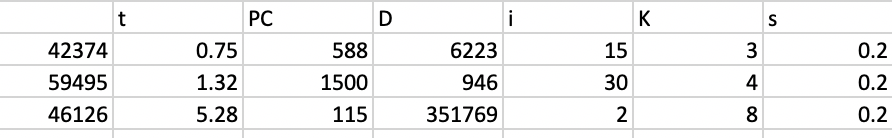 t PC D i K s
42374 0.75 588 6223 15 3 0.2
59495 1.32 1500 946 30 4 0.2
46126 5.28 115 351769 2 8 0.2